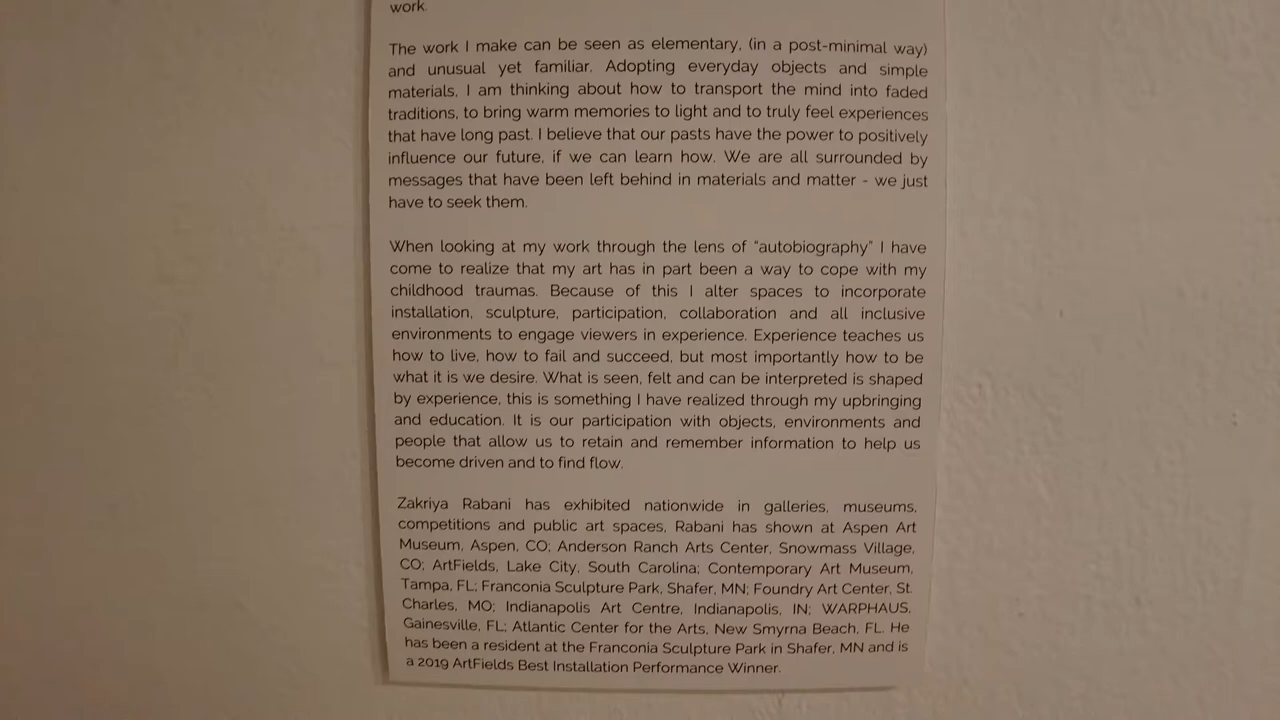 work.
The work I make can be seen as elementary, (in a post-minimal way)
and unusual yet familiar. Adopting everyday objects and simple
materials, I am thinking about how to transport the mind into faded
traditions, to bring warm memories to light and to truly feel experiences
that have long past. I believe that our pasts have the power to positively
influence our future, if we can learn how. We are all surrounded by
messages that have been left behind in materials and matter - we just
have to seek them.
When looking at my work through the lens of "autobiography" I have
come to realize that my art has in part been a way to cope with my
childhood traumas. Because of this I alter spaces to incorporate
installation, sculpture, participation, collaboration and all inclusive
environments to engage viewers in experience. Experience teaches us
how to live, how to fail and succeed, but most importantly how to be
what it is we desire. What is seen, felt and can be interpreted is shaped
by experience, this is something I have realized through my upbringing
and education. It is our participation with objects, environments and
people that allow us to retain and remember information to help us
become driven and to find flow.
Zakriya Rabani has exhibited nationwide in galleries, museums,
competitions and public art spaces, Rabani has shown at Aspen Art
Museum, Aspen, CO; Anderson Ranch Arts Center, Snowmass Village,
CO; ArtFields, Lake City, South Carolina; Contemporary Art Museum,
Tampa, FL; Franconia Sculpture Park, Shafer, MN; Foundry Art Center, St.
Charles, MO; Indianapolis Art Centre, Indianapolis, IN; WARPHAUS,
Gainesville, FL; Atlantic Center for the Arts, New Smyrna Beach, FL. He
has been a resident at the Franconia Sculpture Park in Shafer, MN and is
a 2019 ArtFields Best Installation Performance Winner.